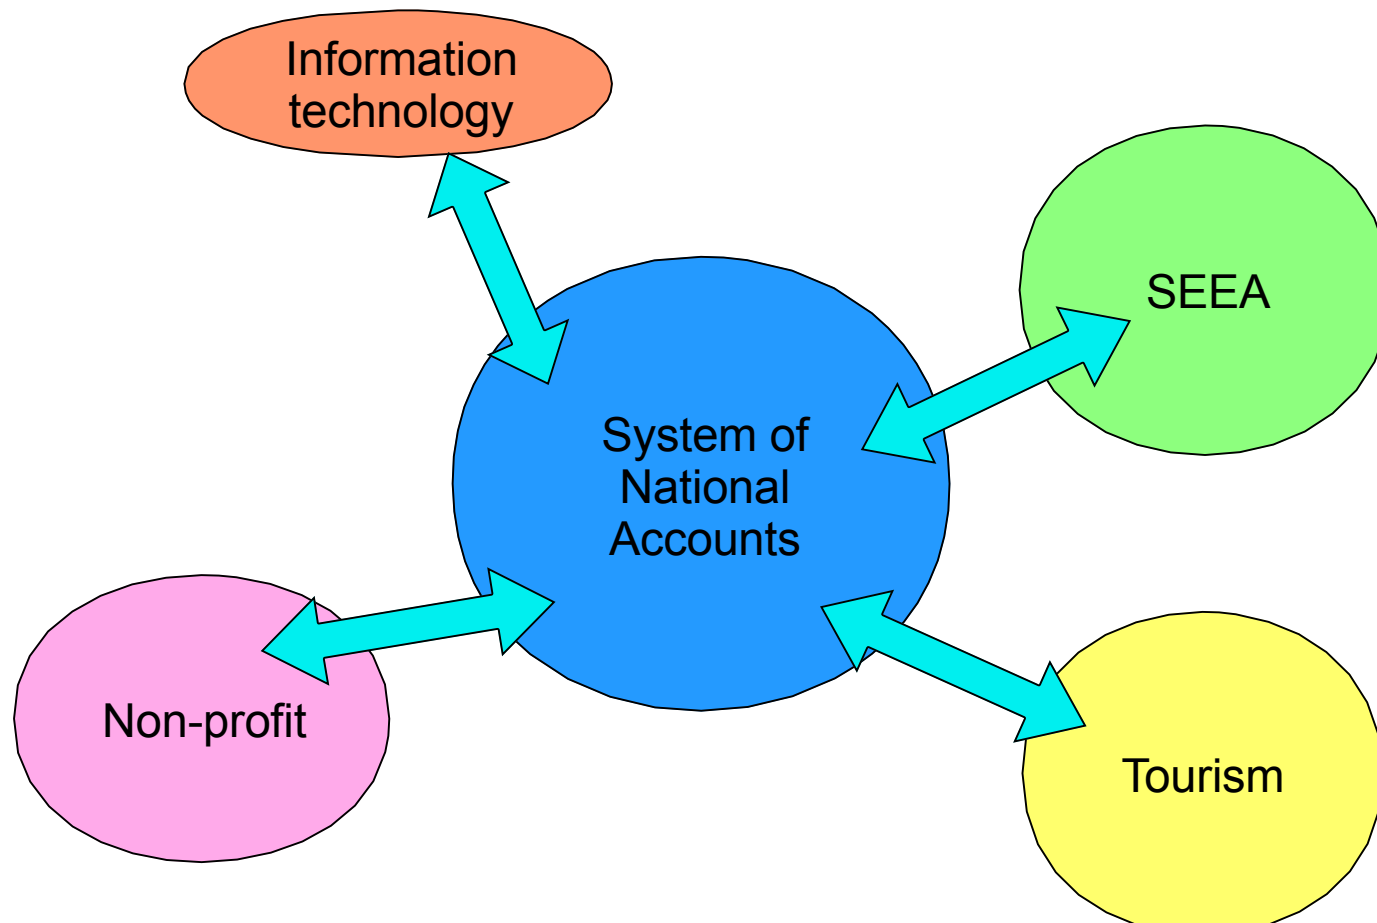 Information
technology
SEEA
System of
National
Accounts
Non-profit
Tourism